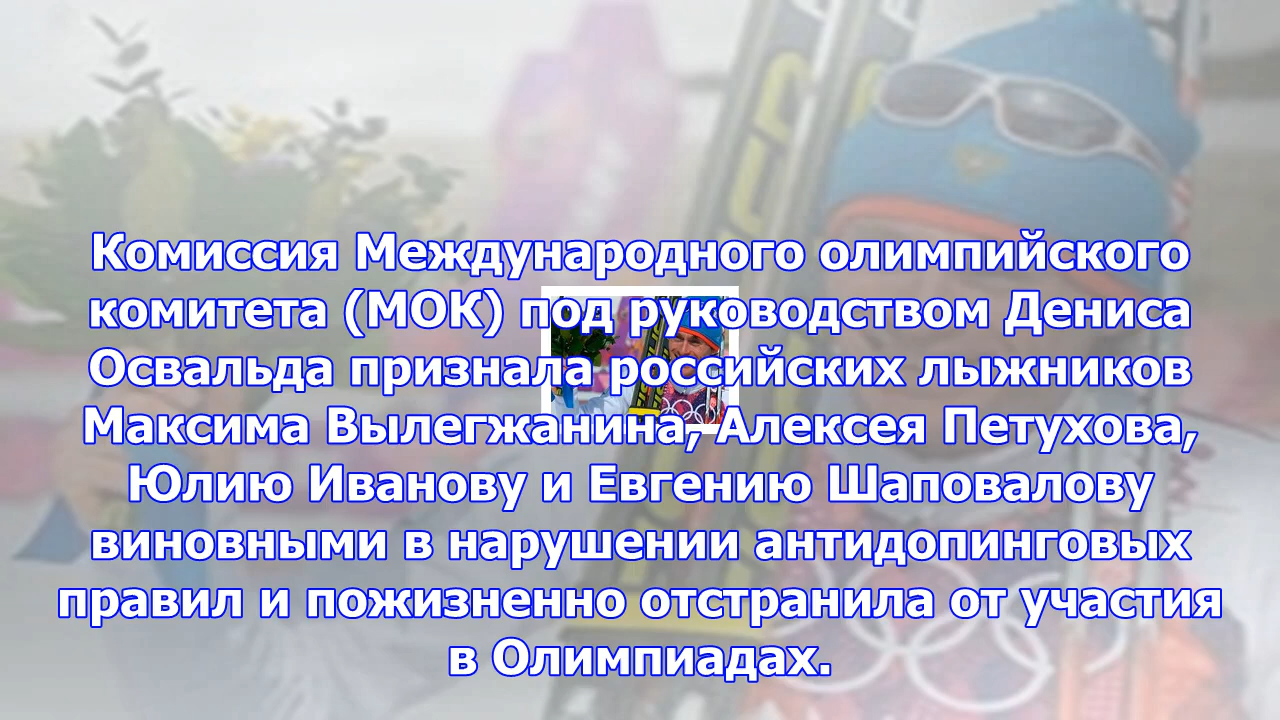 Комиссия Международного олимпийского
комитета (МОК) под руководством Дениса
Освальда признала российских лыжников
Максима Вылегжанина, Алексея Петухова,
Юлию Иванову и Евгению Шаповалову
виновными в нарушении антидопинговых
правил и пожизненно отстранила от участия
в Олимпиадах.